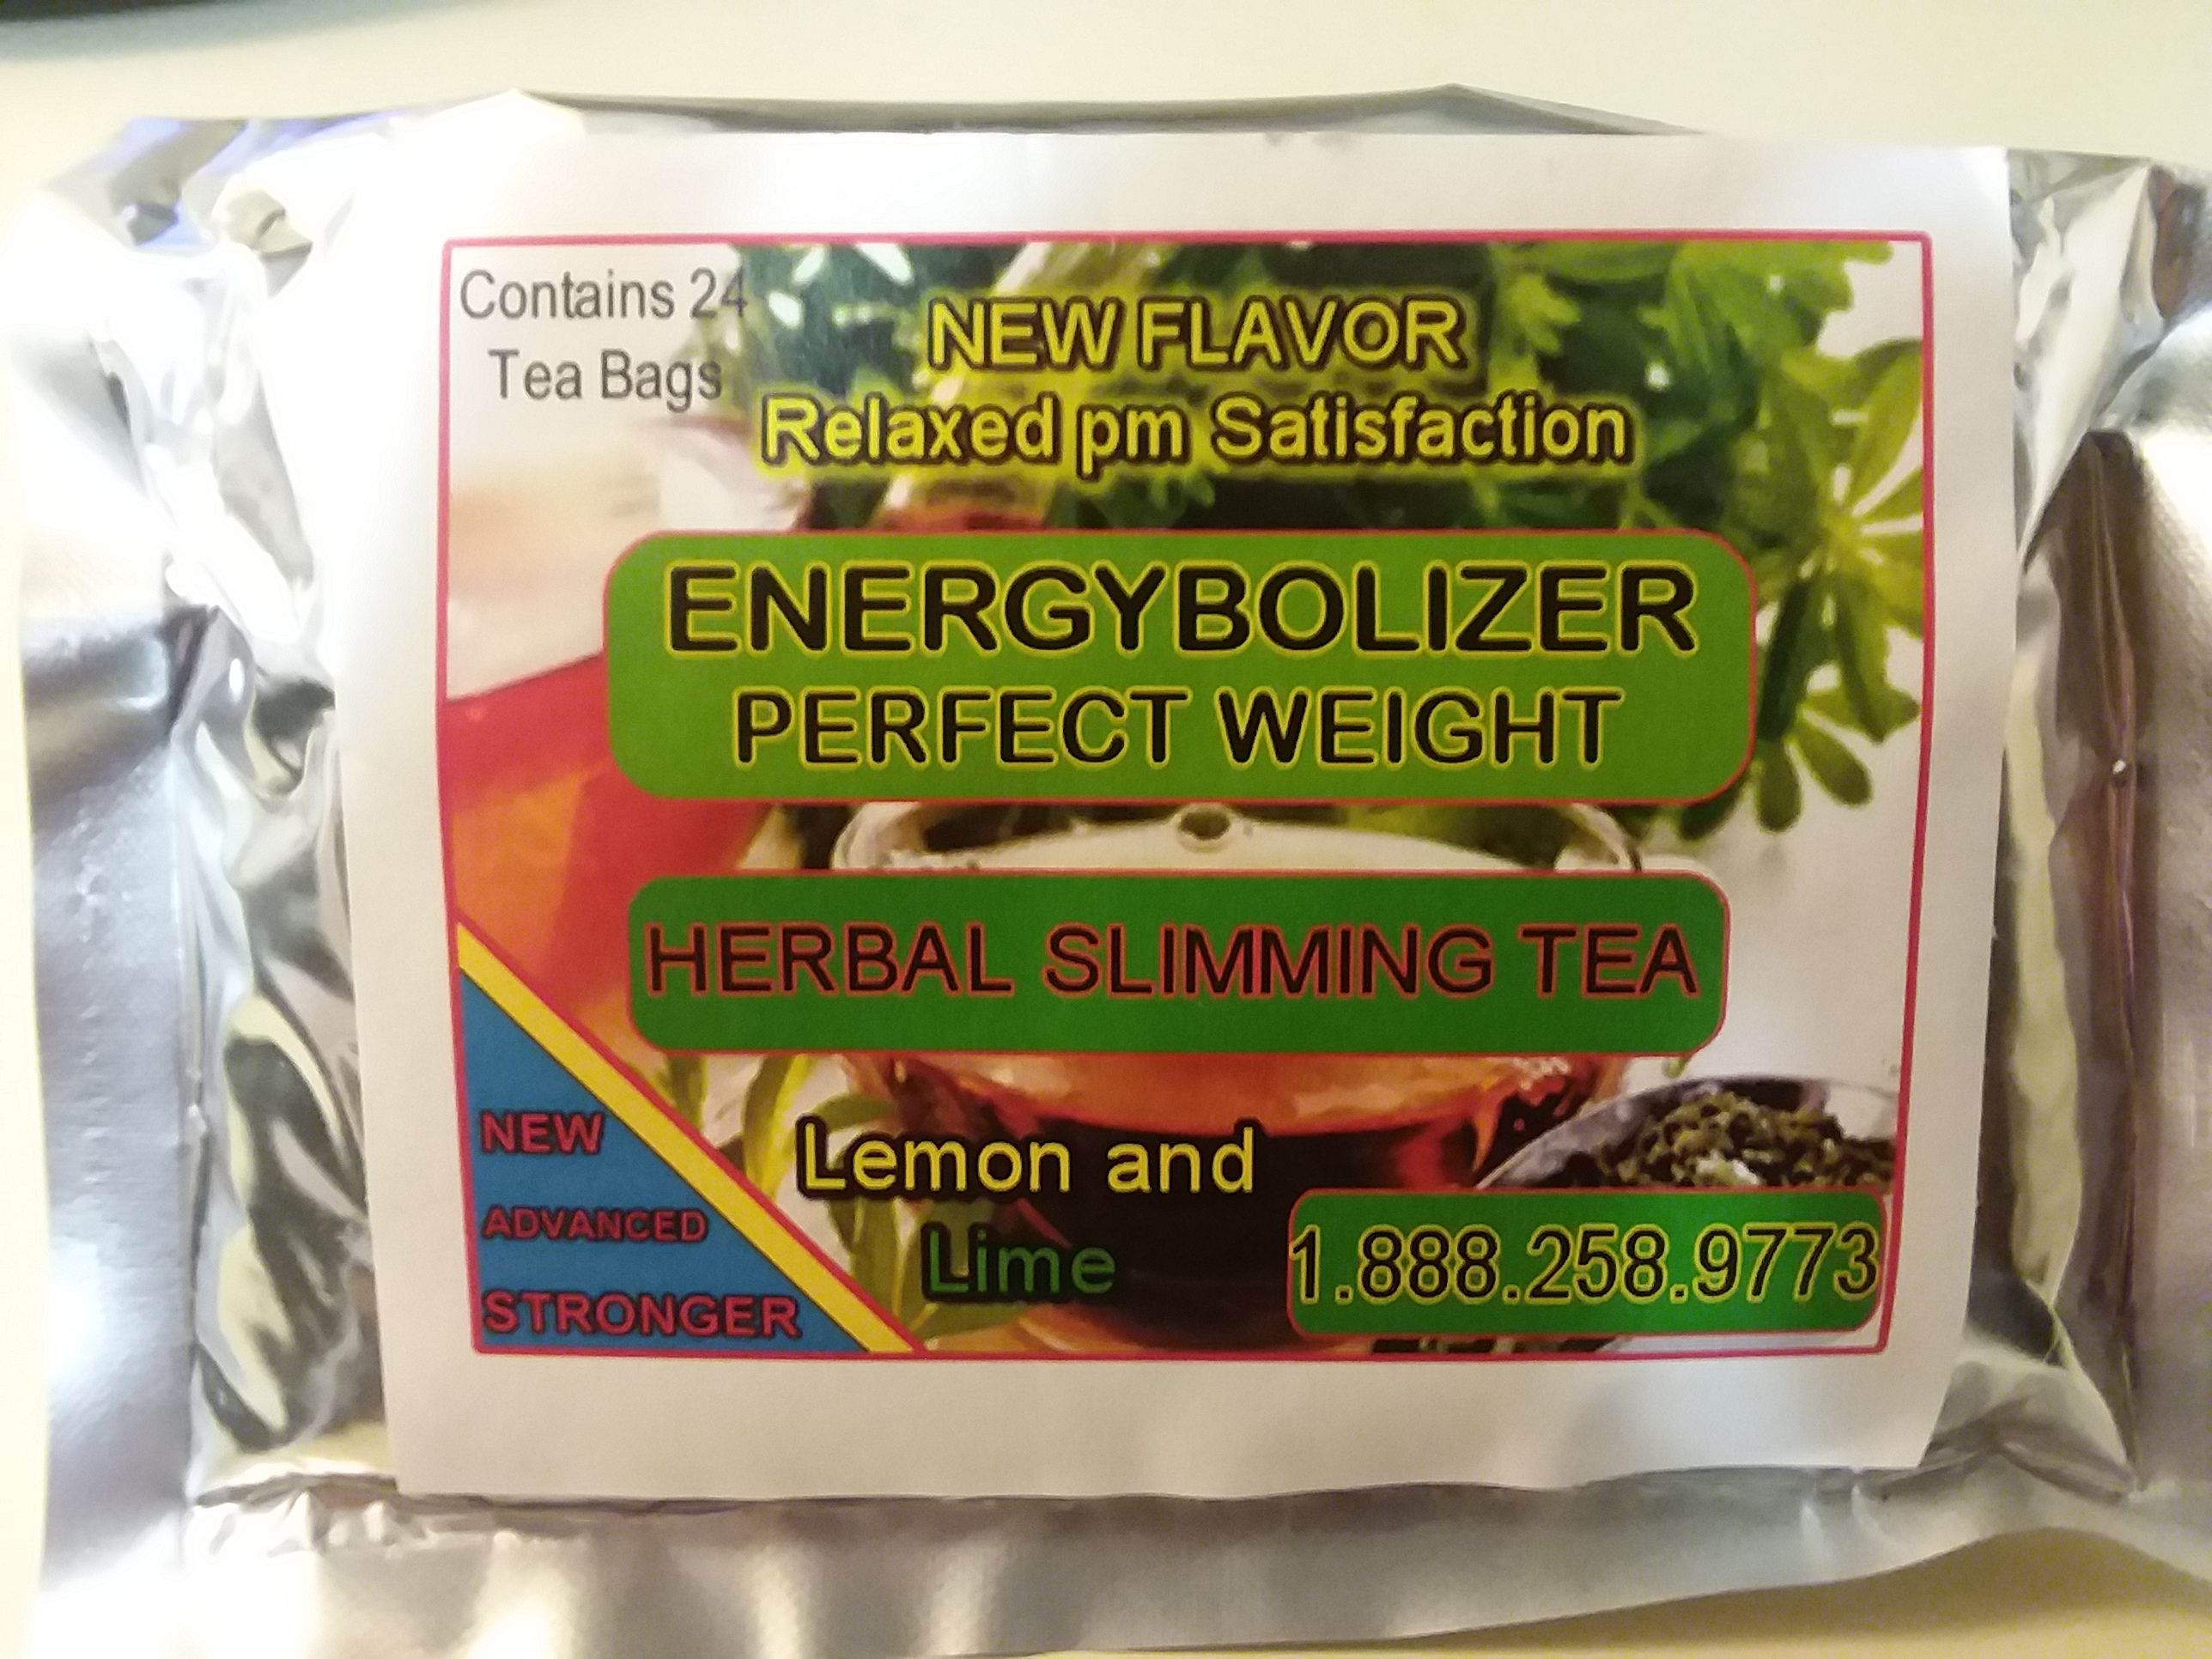 Contains 24
Tea Bags
NEW FLAVOR
Relaxed pm Satisfaction
ENERGYBOLIZER
PERFECT WEIGHT
HERBAL SLIMMING TEA
NEW
ADVANCED
STRONGER
Lemon and
Lime
1.888.258.9773